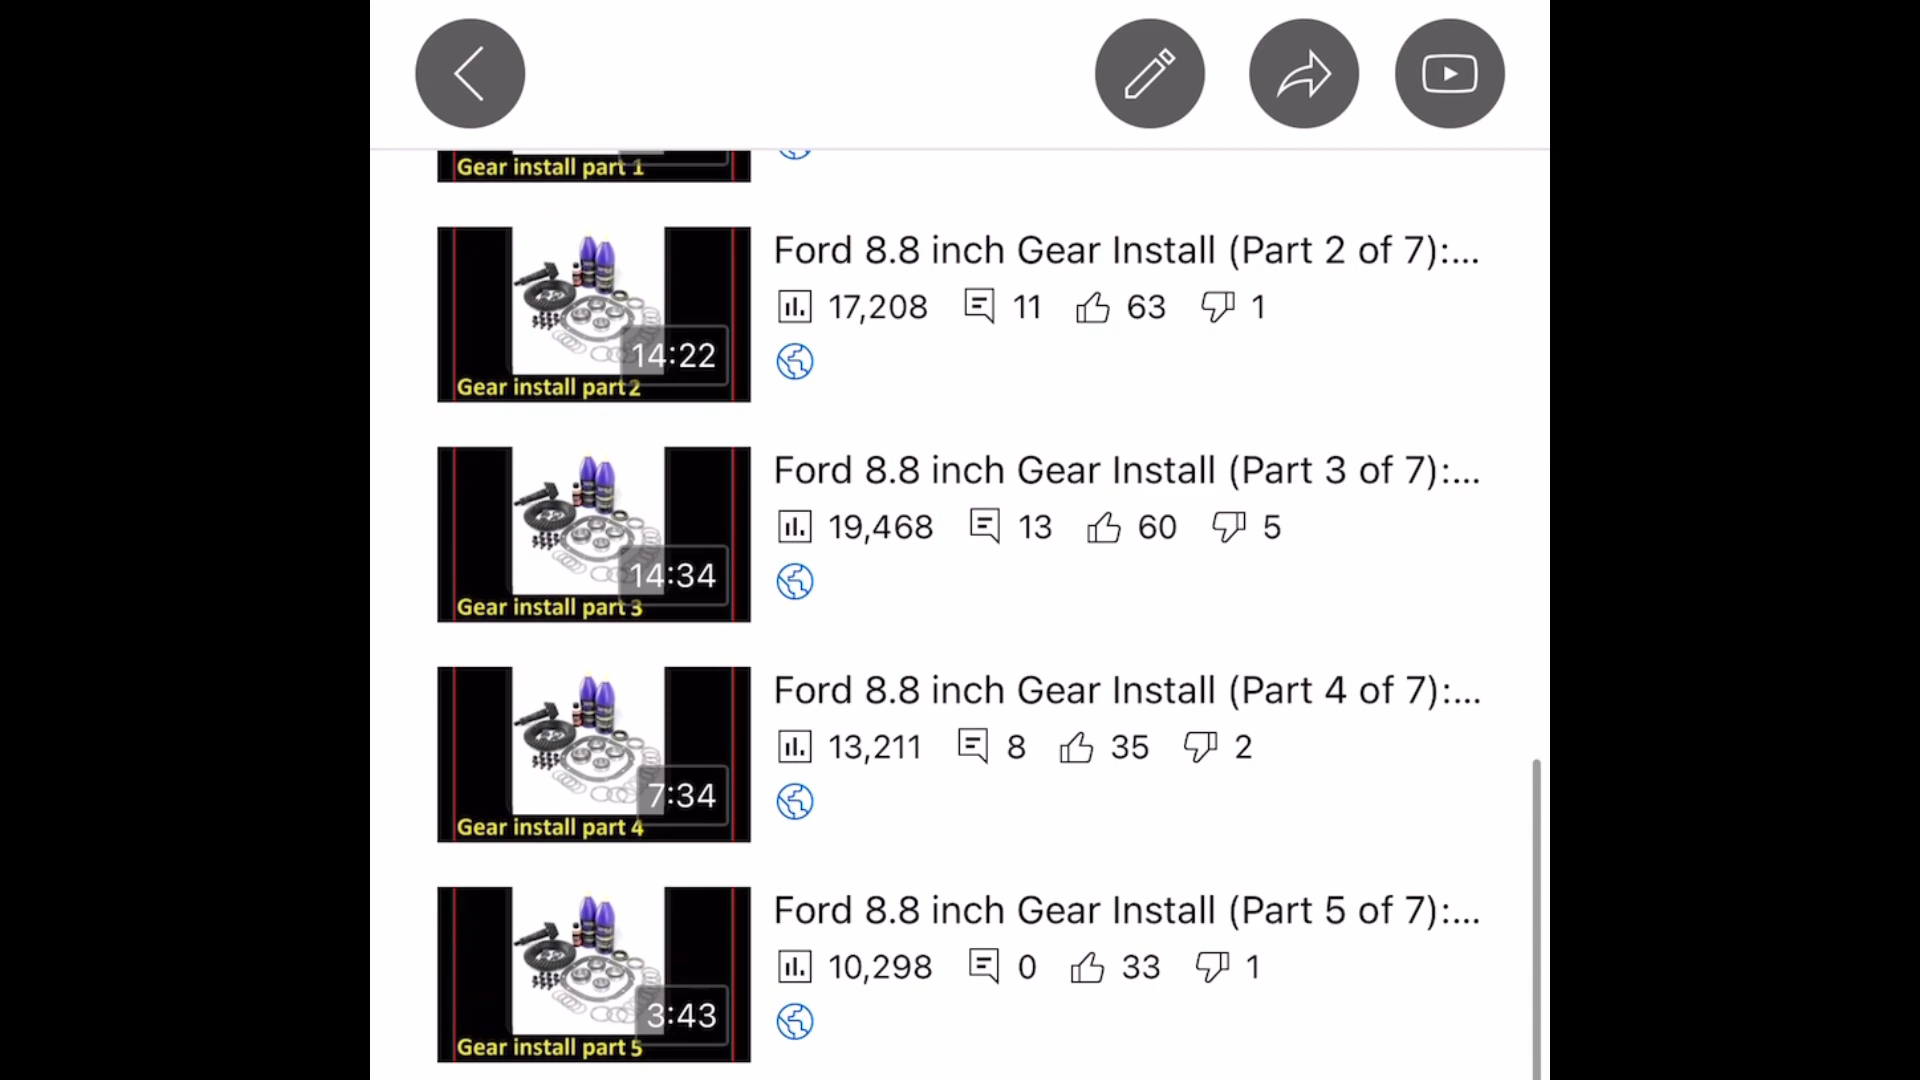 Gear install part 1
Ford 8.8 inch Gear Install (Part 2 of 7):...
17,208 11 63 1
14:22
Gear install part 2
Ford 8.8 inch Gear Install (Part 3 of 7):...
19,468 13 60 5
14:34
Gear install part 3
Ford 8.8 inch Gear Install (Part 4 of 7):...
13,211 8 35 2
7:34
Gear install part 4
Ford 8.8 inch Gear Install (Part 5 of 7):...
10,298 0 33 1
3:43
Gear install part 5